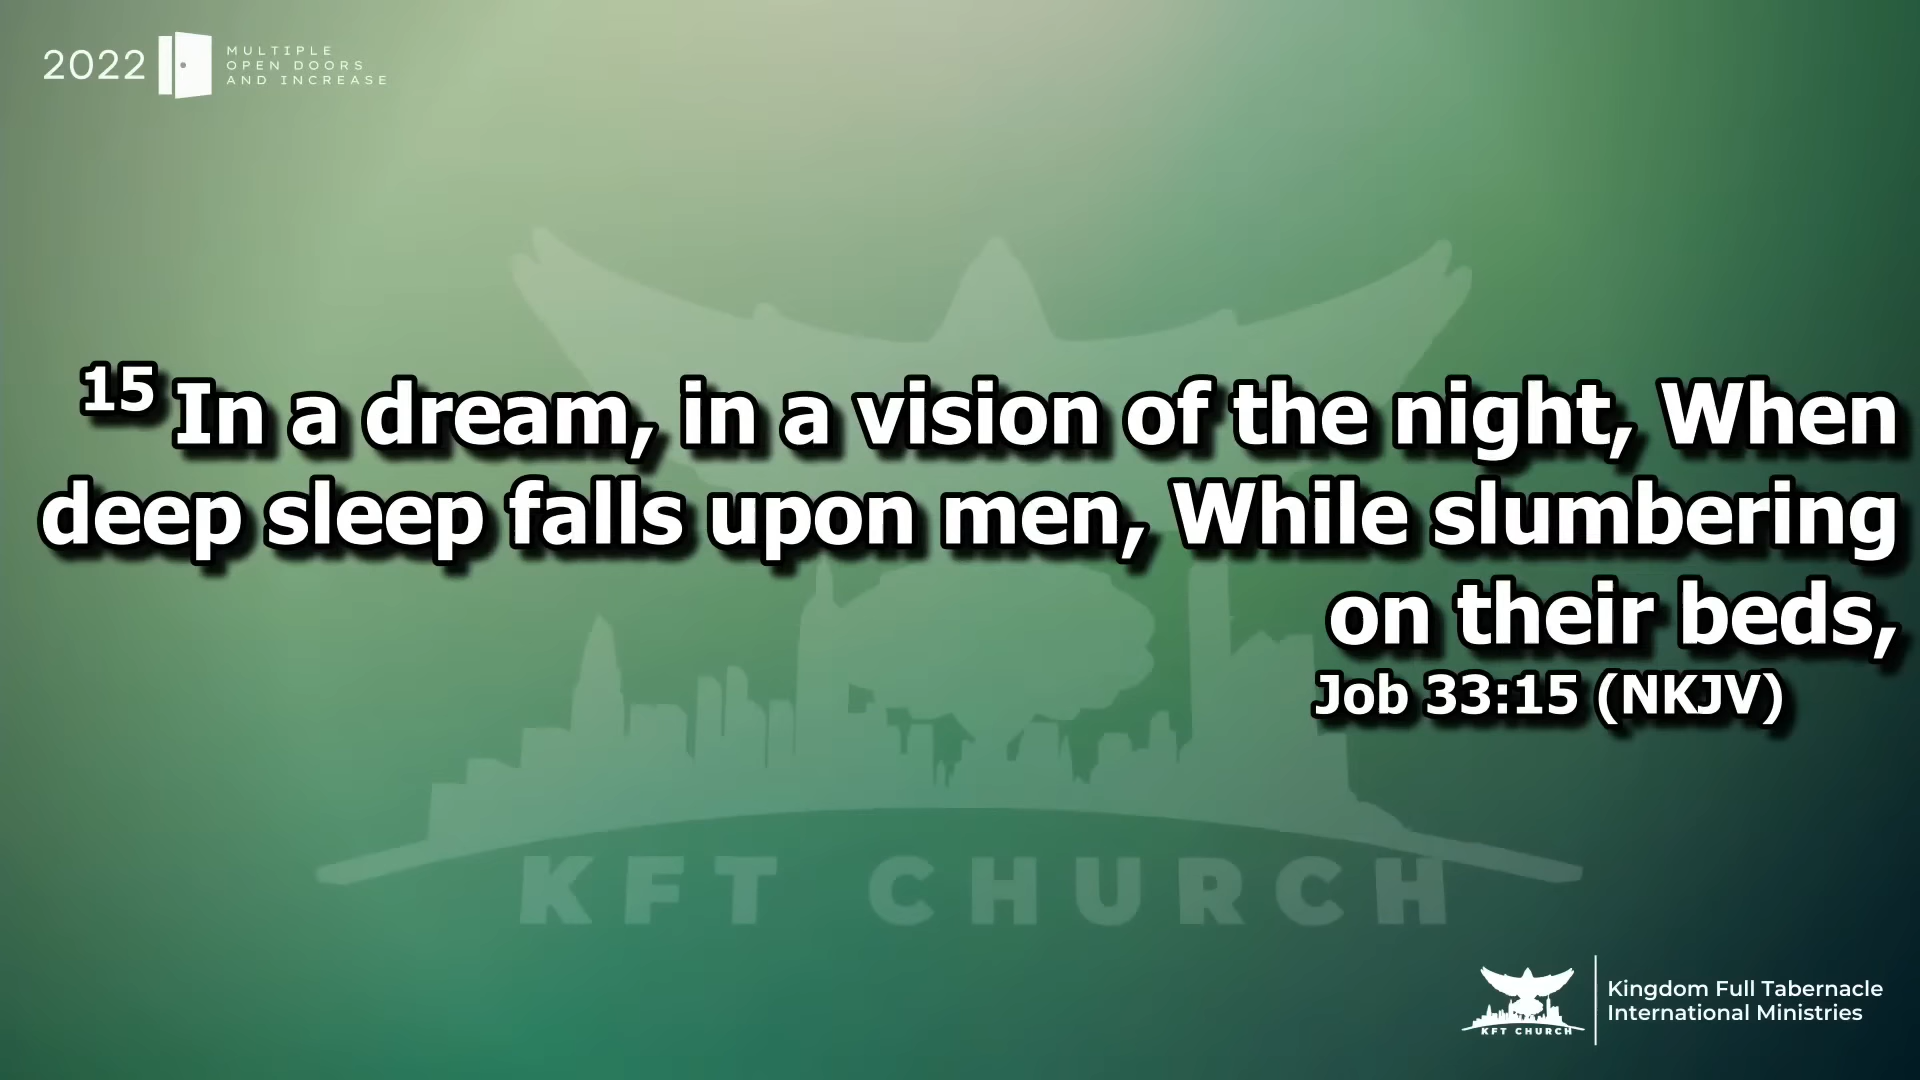 2022
MULTIPLE
OPEN DOORS
AND INCREASE
15 In a dream, in a vision of the night, When
deep sleep falls upon men, While slumbering
on their beds,
Job 33:15 (NKJV)
KFT CHURCH
KFT CHURCH
Kingdom Full Tabernacle
International Ministries